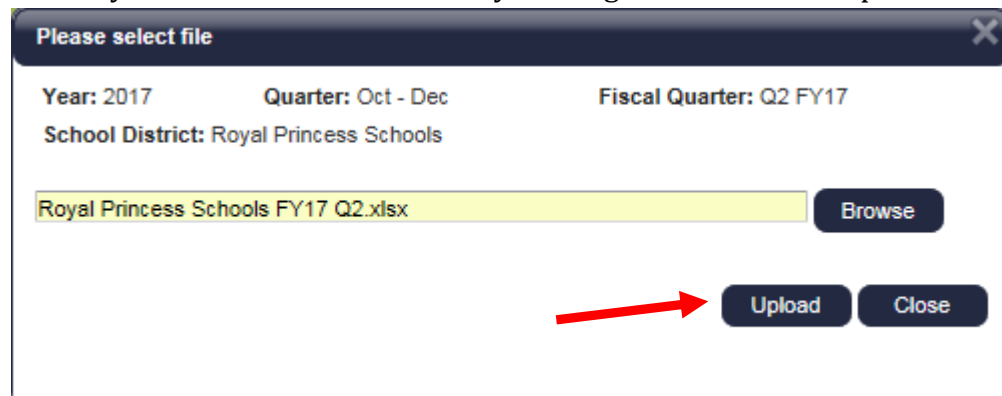 Please select file
Year: 2017 Quarter: Oct - Dec Fiscal Quarter: Q2 FY17
School District: Royal Princess Schools
Royal Princess Schools FY17 Q2.xlsx Browse
Upload Close